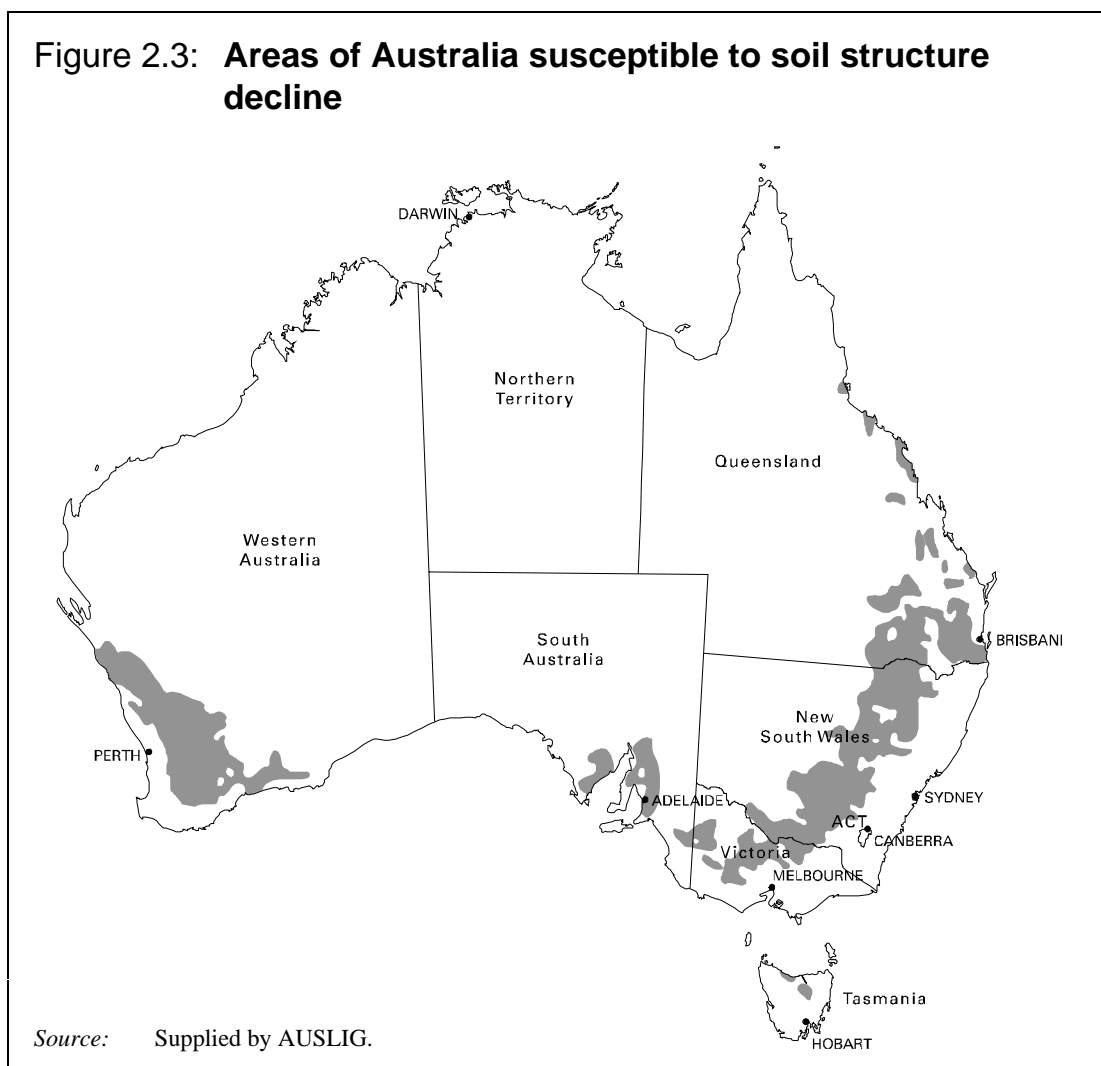 Figure 2.3: Areas of Australia susceptible to soil structure
decline
DARWIN
Northern
Territory
Queensland
Western
Australia
South
Australia
BRISBANI
New
South Wales
PERTH
ADELAIDE
SYDNEY
ACT
CANBERRA
Victoria
MELBOURNE
Tasmania
HOBART
Source: Supplied by AUSLIG.